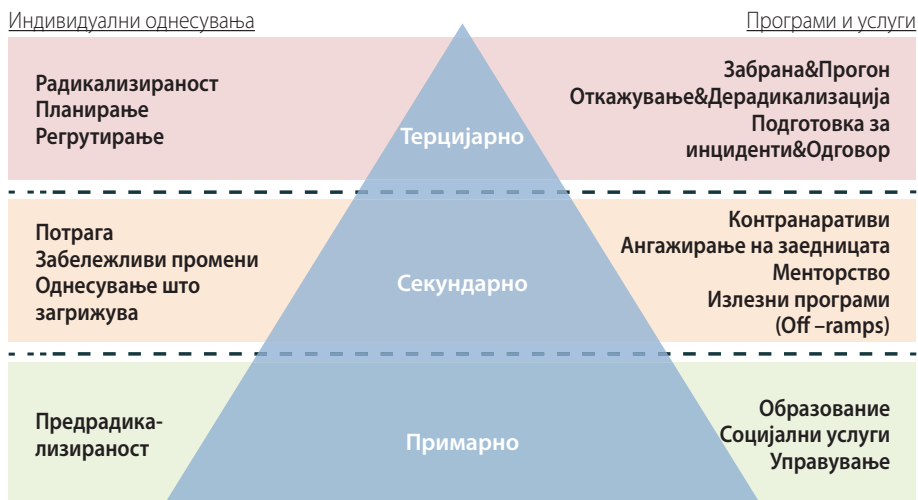 Индивидуални однесувања
Програми и услуги
Радикализираност
Планирање
Регрутирање
Терцијарно
Забрана&Прогон
Откажување&Дерадикализација
Подготовка за
инциденти&Одговор
Потрага
Забележливи промени
Однесување што
загрижува
Секундарно
Контранаративи
Ангажирање на заедницата
Менторство
Излезни програми
(Off –ramps)
Предрадика-
лизираност
Примарно
Образование
Социјални услуги
Управување